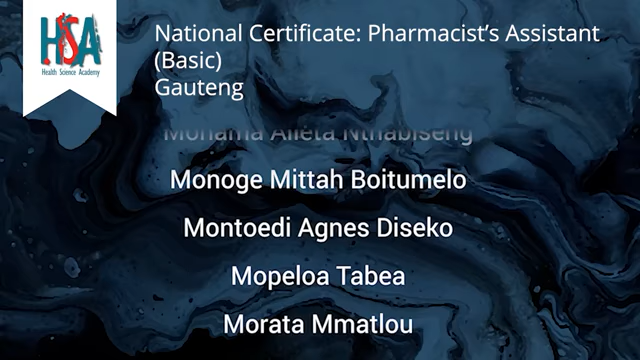 HSA
Health Science Academy
National Certificate: Pharmacist's Assistant
(Basic)
Gauteng
Monoge Mittah Boitumelo
Montoedi Agnes Diseko
Mopeloa Tabea
Morata Mmatlou